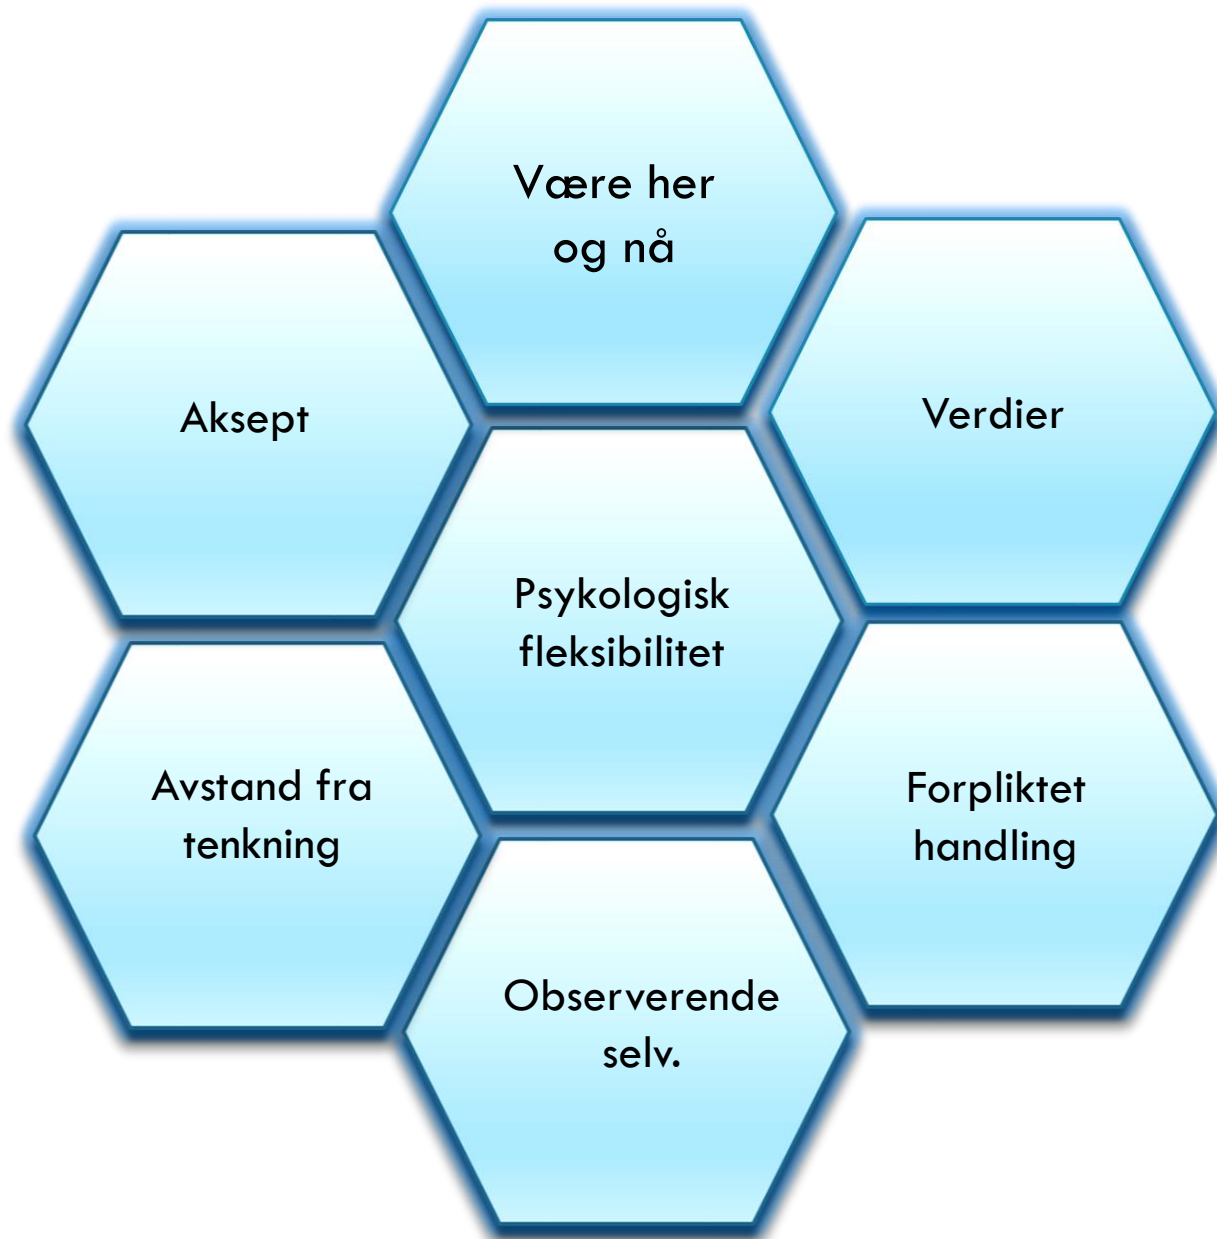 Være her
og nå
Aksept
Verdier
Psykologisk
fleksibilitet
Avstand fra
tenkning
Forpliktet
handling
Observerende
selv.